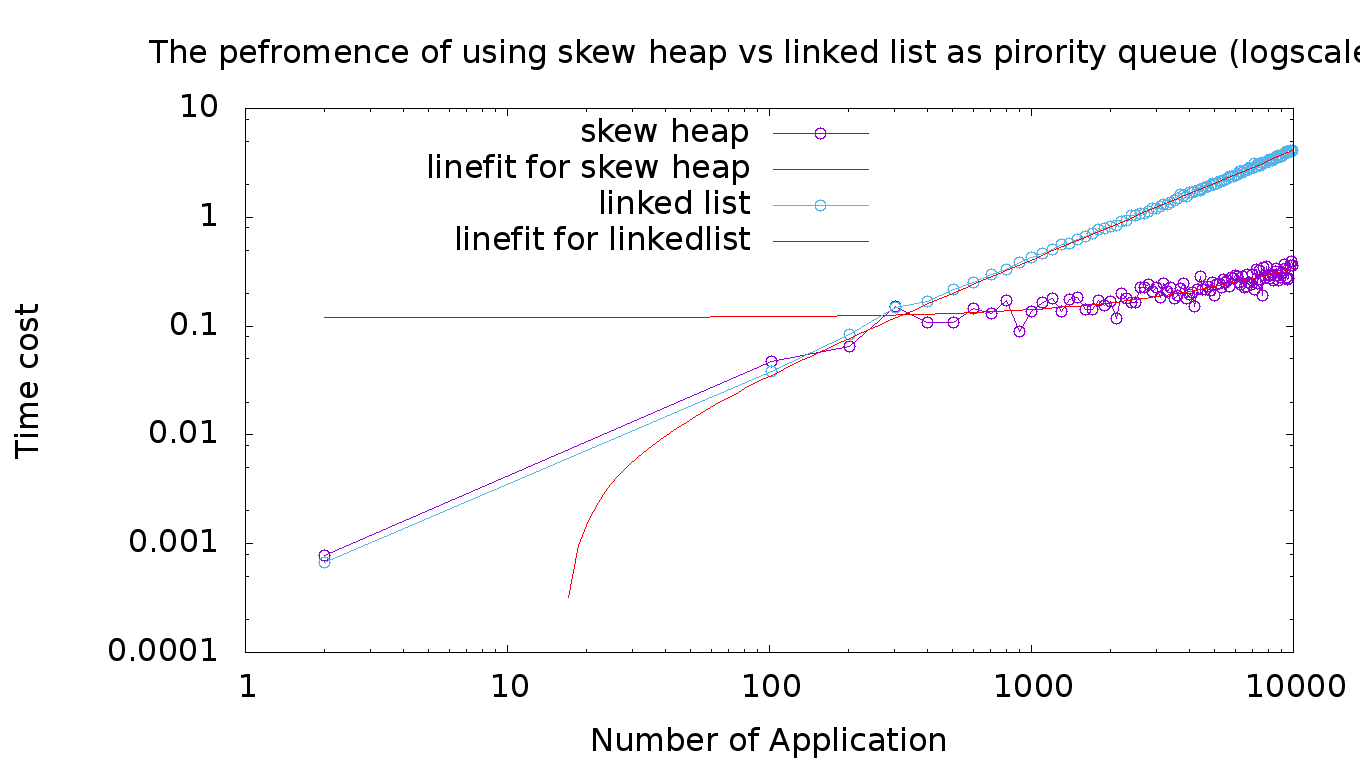 The pefromence of using skew heap vs linked list as pirority queue (logscale
10
1
0.1
0.01
0.001
0.0001
skew heap
linefit for skew heap
linked list
linefit for linkedlist
Time cost
1 10 100 1000 10000
Number of Application